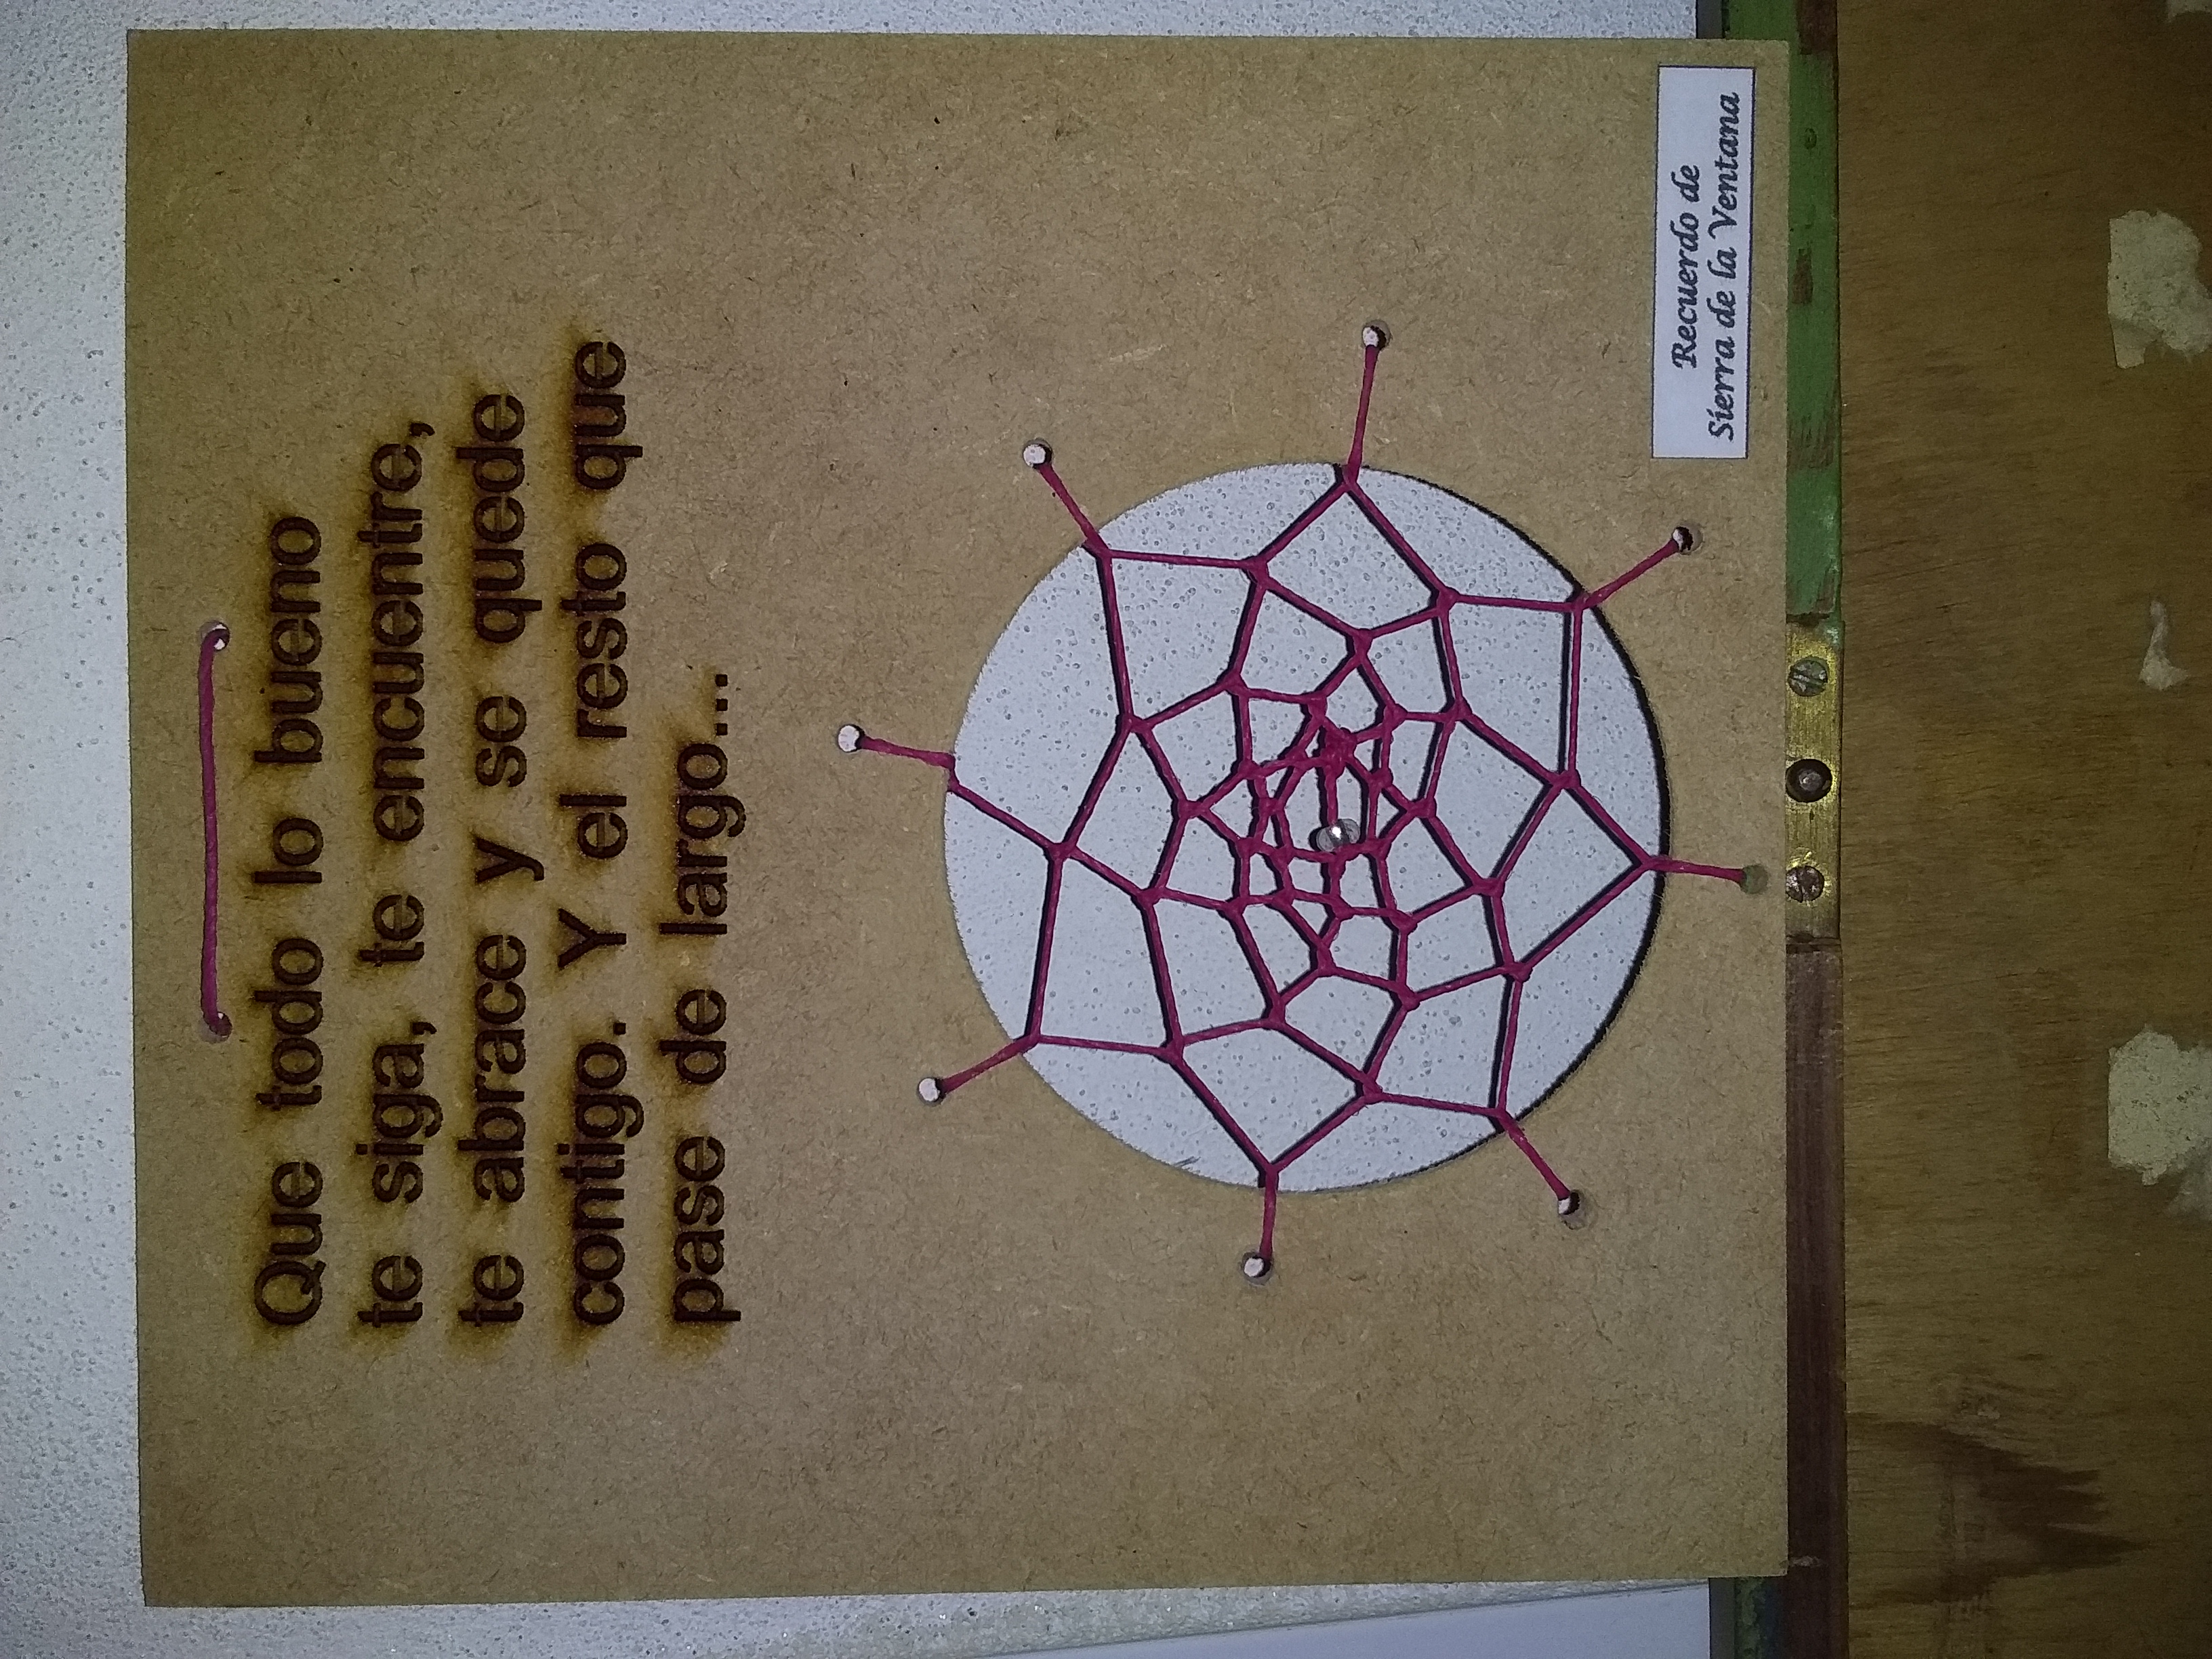 Que todo lo bueno
te siga, te encuentre,
te abrace y se quede
contigo. Y el resto que
pase de largo...
Recuerdo de
Sierra de la Ventana